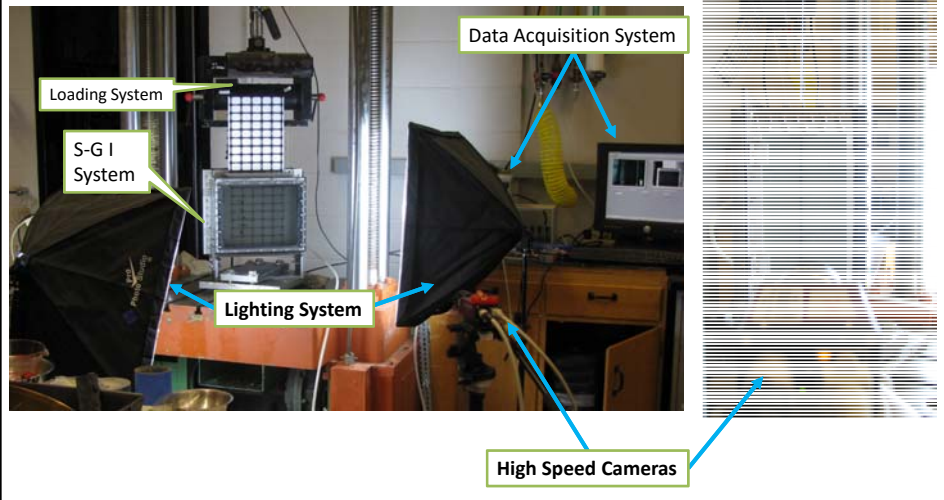 Data Acquisition System
Loading System
S-G I
System
Lighting System
High Speed Cameras